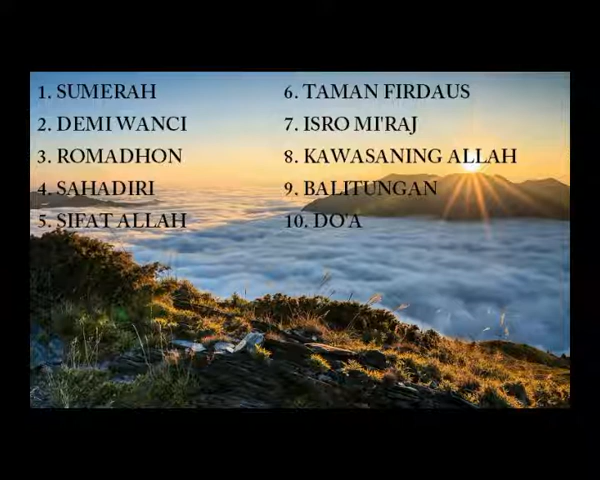 1. SUMERAH
2. DEMI WANCI
3. ROMADHON
4. SAHADIRI
5. SIFAT ALLAH
6. TAMAN FIRDAUS
7. ISRO MI'RAJ
8. KAWASANING ALLAH
9. BALITUNGAN
10. DO'A